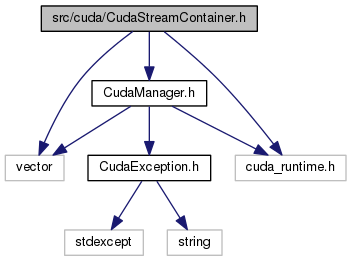 src/cuda/CudaStreamContainer.h
CudaManager.h
vector
CudaException.h
cuda_runtime.h
stdexcept
string